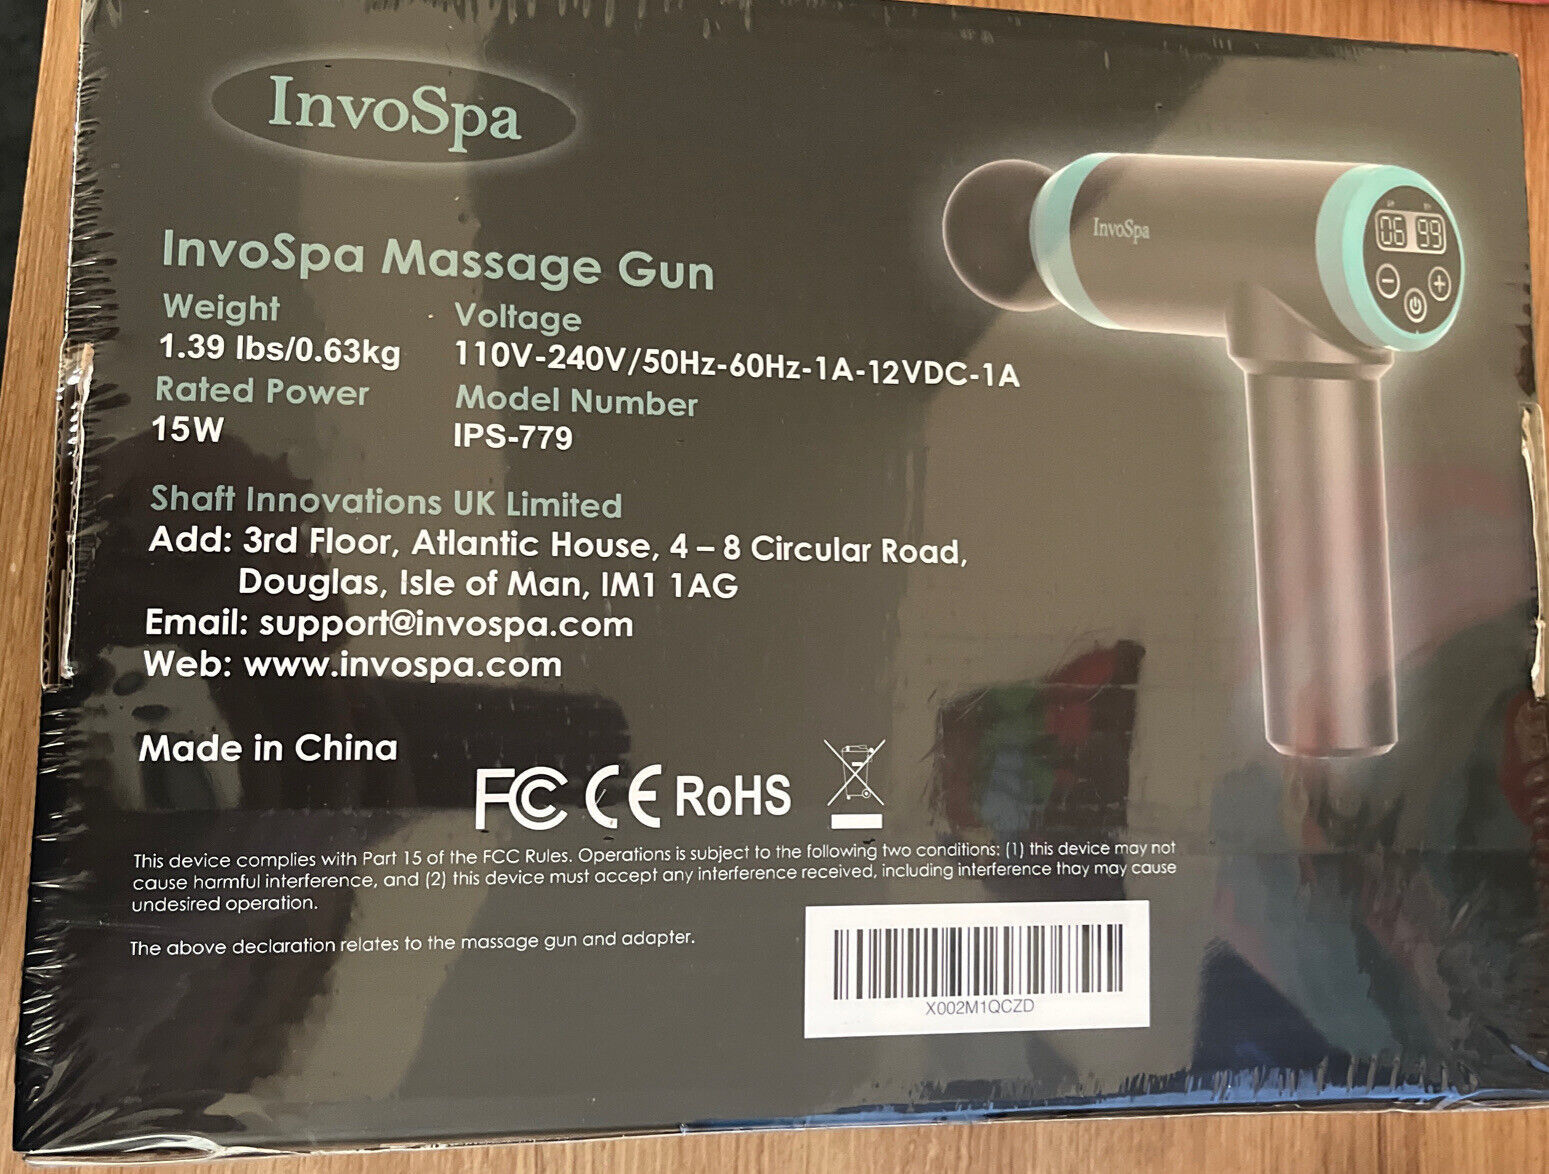 InvoSpa
InvoSpa Massage Gun
Weight
1.39 lbs/0.63kg
Voltage
110V-240V/50Hz-60Hz-1A-12VDC-1A
Rated Power
15W
Model Number
IPS-779
Shaft Innovations UK Limited
Add: 3rd Floor, Atlantic House, 4 – 8 Circular Road,
Douglas, Isle of Man, IM1 1AG
Email: support@invospa.com
Web: www.invospa.com
Made in China
FC CE RoHS
This device complies with Part 15 of the FCC Rules. Operations is subject to the following two conditions: (1) this device may not
cause harmful interference, and (2) this device must accept any interference received, including interference thay may cause
undesired operation.
The above declaration relates to the massage gun and adapter.
X002M1QCZD
InvoSpa
06 99